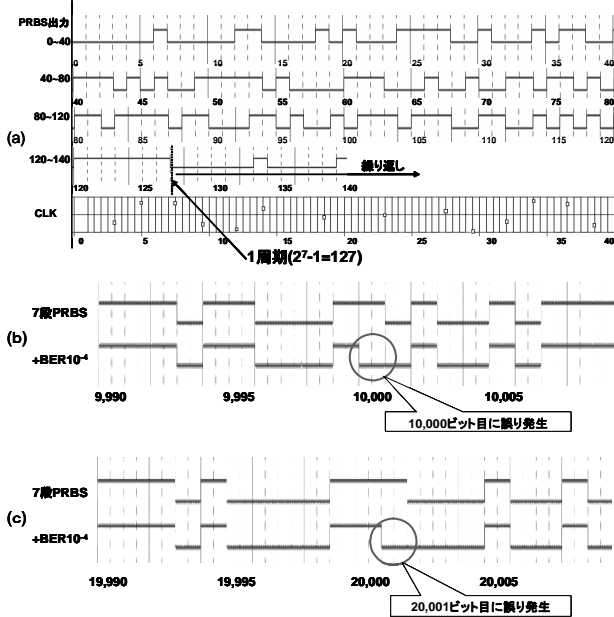 PRBS出力
0~40
0 5 10 15 20 25 30 35 40
40~80
40 45 50 55 60 65 70 75 80
80~120
80 85 90 95 100 105 110 115 120
(a)
120~140
繰り返し
120 125 130 135 140
CLK
0 5 10 15 20 25 30 35 40
1周期(2⁷-1=127)
7段PRBS
(b)
+BER10⁻⁴
9,990 9,995 10,000 10,005
10,000ビット目に誤り発生
7段PRBS
(c)
+BER10⁻⁴
19,990 19,995 20,000 20,005
20,001ビット目に誤り発生